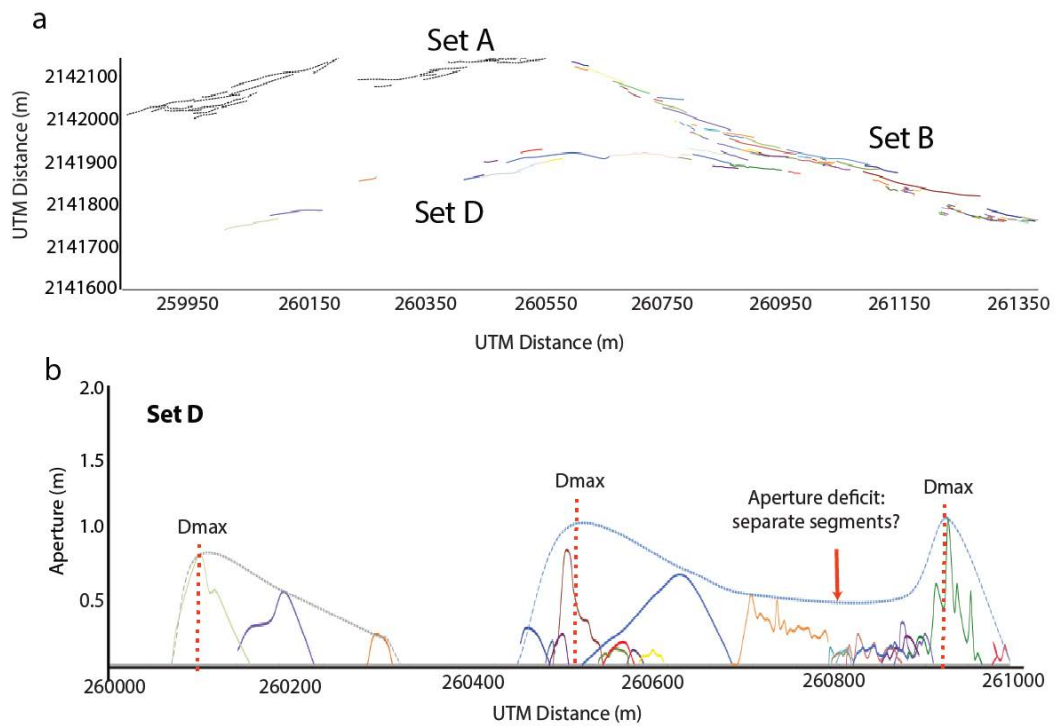 a
Set A
2142100
2142000
2141900
2141800
2141700
2141600
UTM Distance (m)
Set B
Set D
259950 260150 260350 260550 260750 260950 261150 261350
UTM Distance (m)
b
2.0
1.5
1.0
0.5
Aperture (m)
Set D
Dmax
Dmax
Aperture deficit:
separate segments?
Dmax
260000 260200 260400 260600 260800 261000
UTM Distance (m)